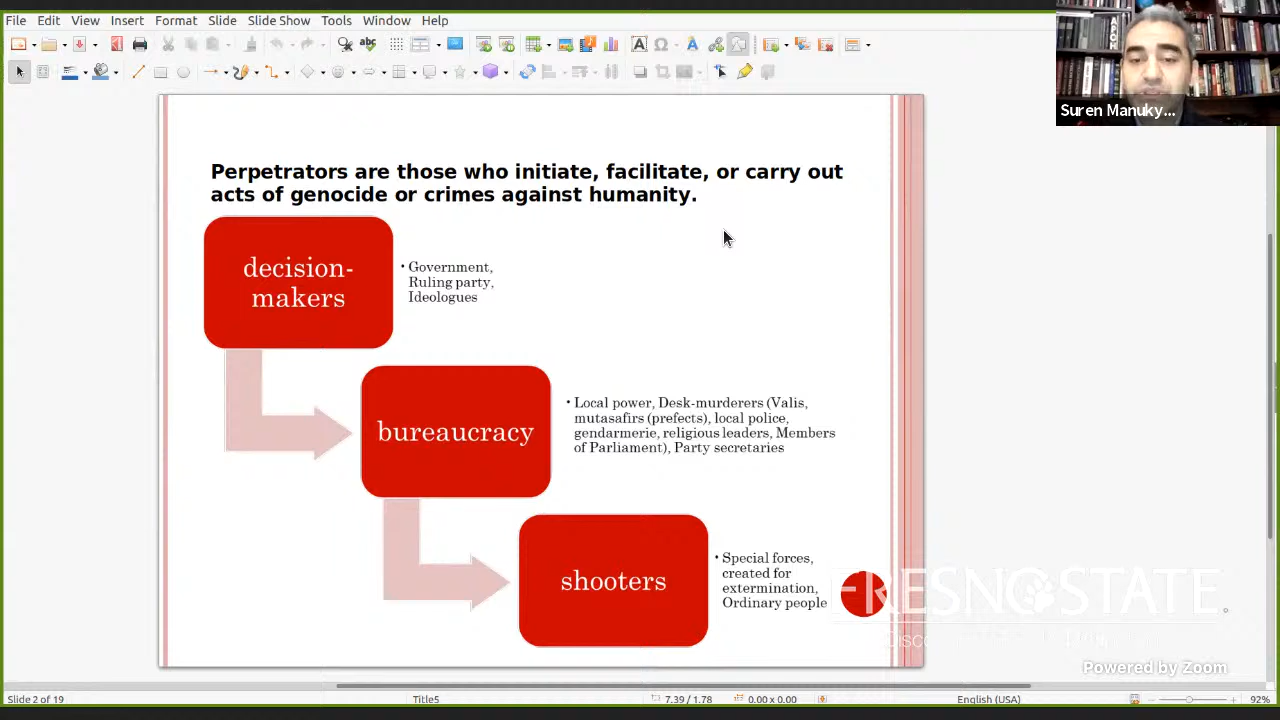 File Edit View Insert Format Slide Slide Show Tools Window Help
Suren Manuky...
Perpetrators are those who initiate, facilitate, or carry out
acts of genocide or crimes against humanity.
decision-
makers
• Government,
Ruling party,
Ideologues
bureaucracy
• Local power, Desk-murderers (Valis,
mutasafirs (prefects), local police,
gendarmerie, religious leaders, Members
of Parliament), Party secretaries
shooters
• Special forces,
created for
extermination,
Ordinary people
FRESNO STATE
Powered by Zoom
Slide 2 of 19 Title5 7.39 / 1.78 0.00 x 0.00 English (USA) 92%